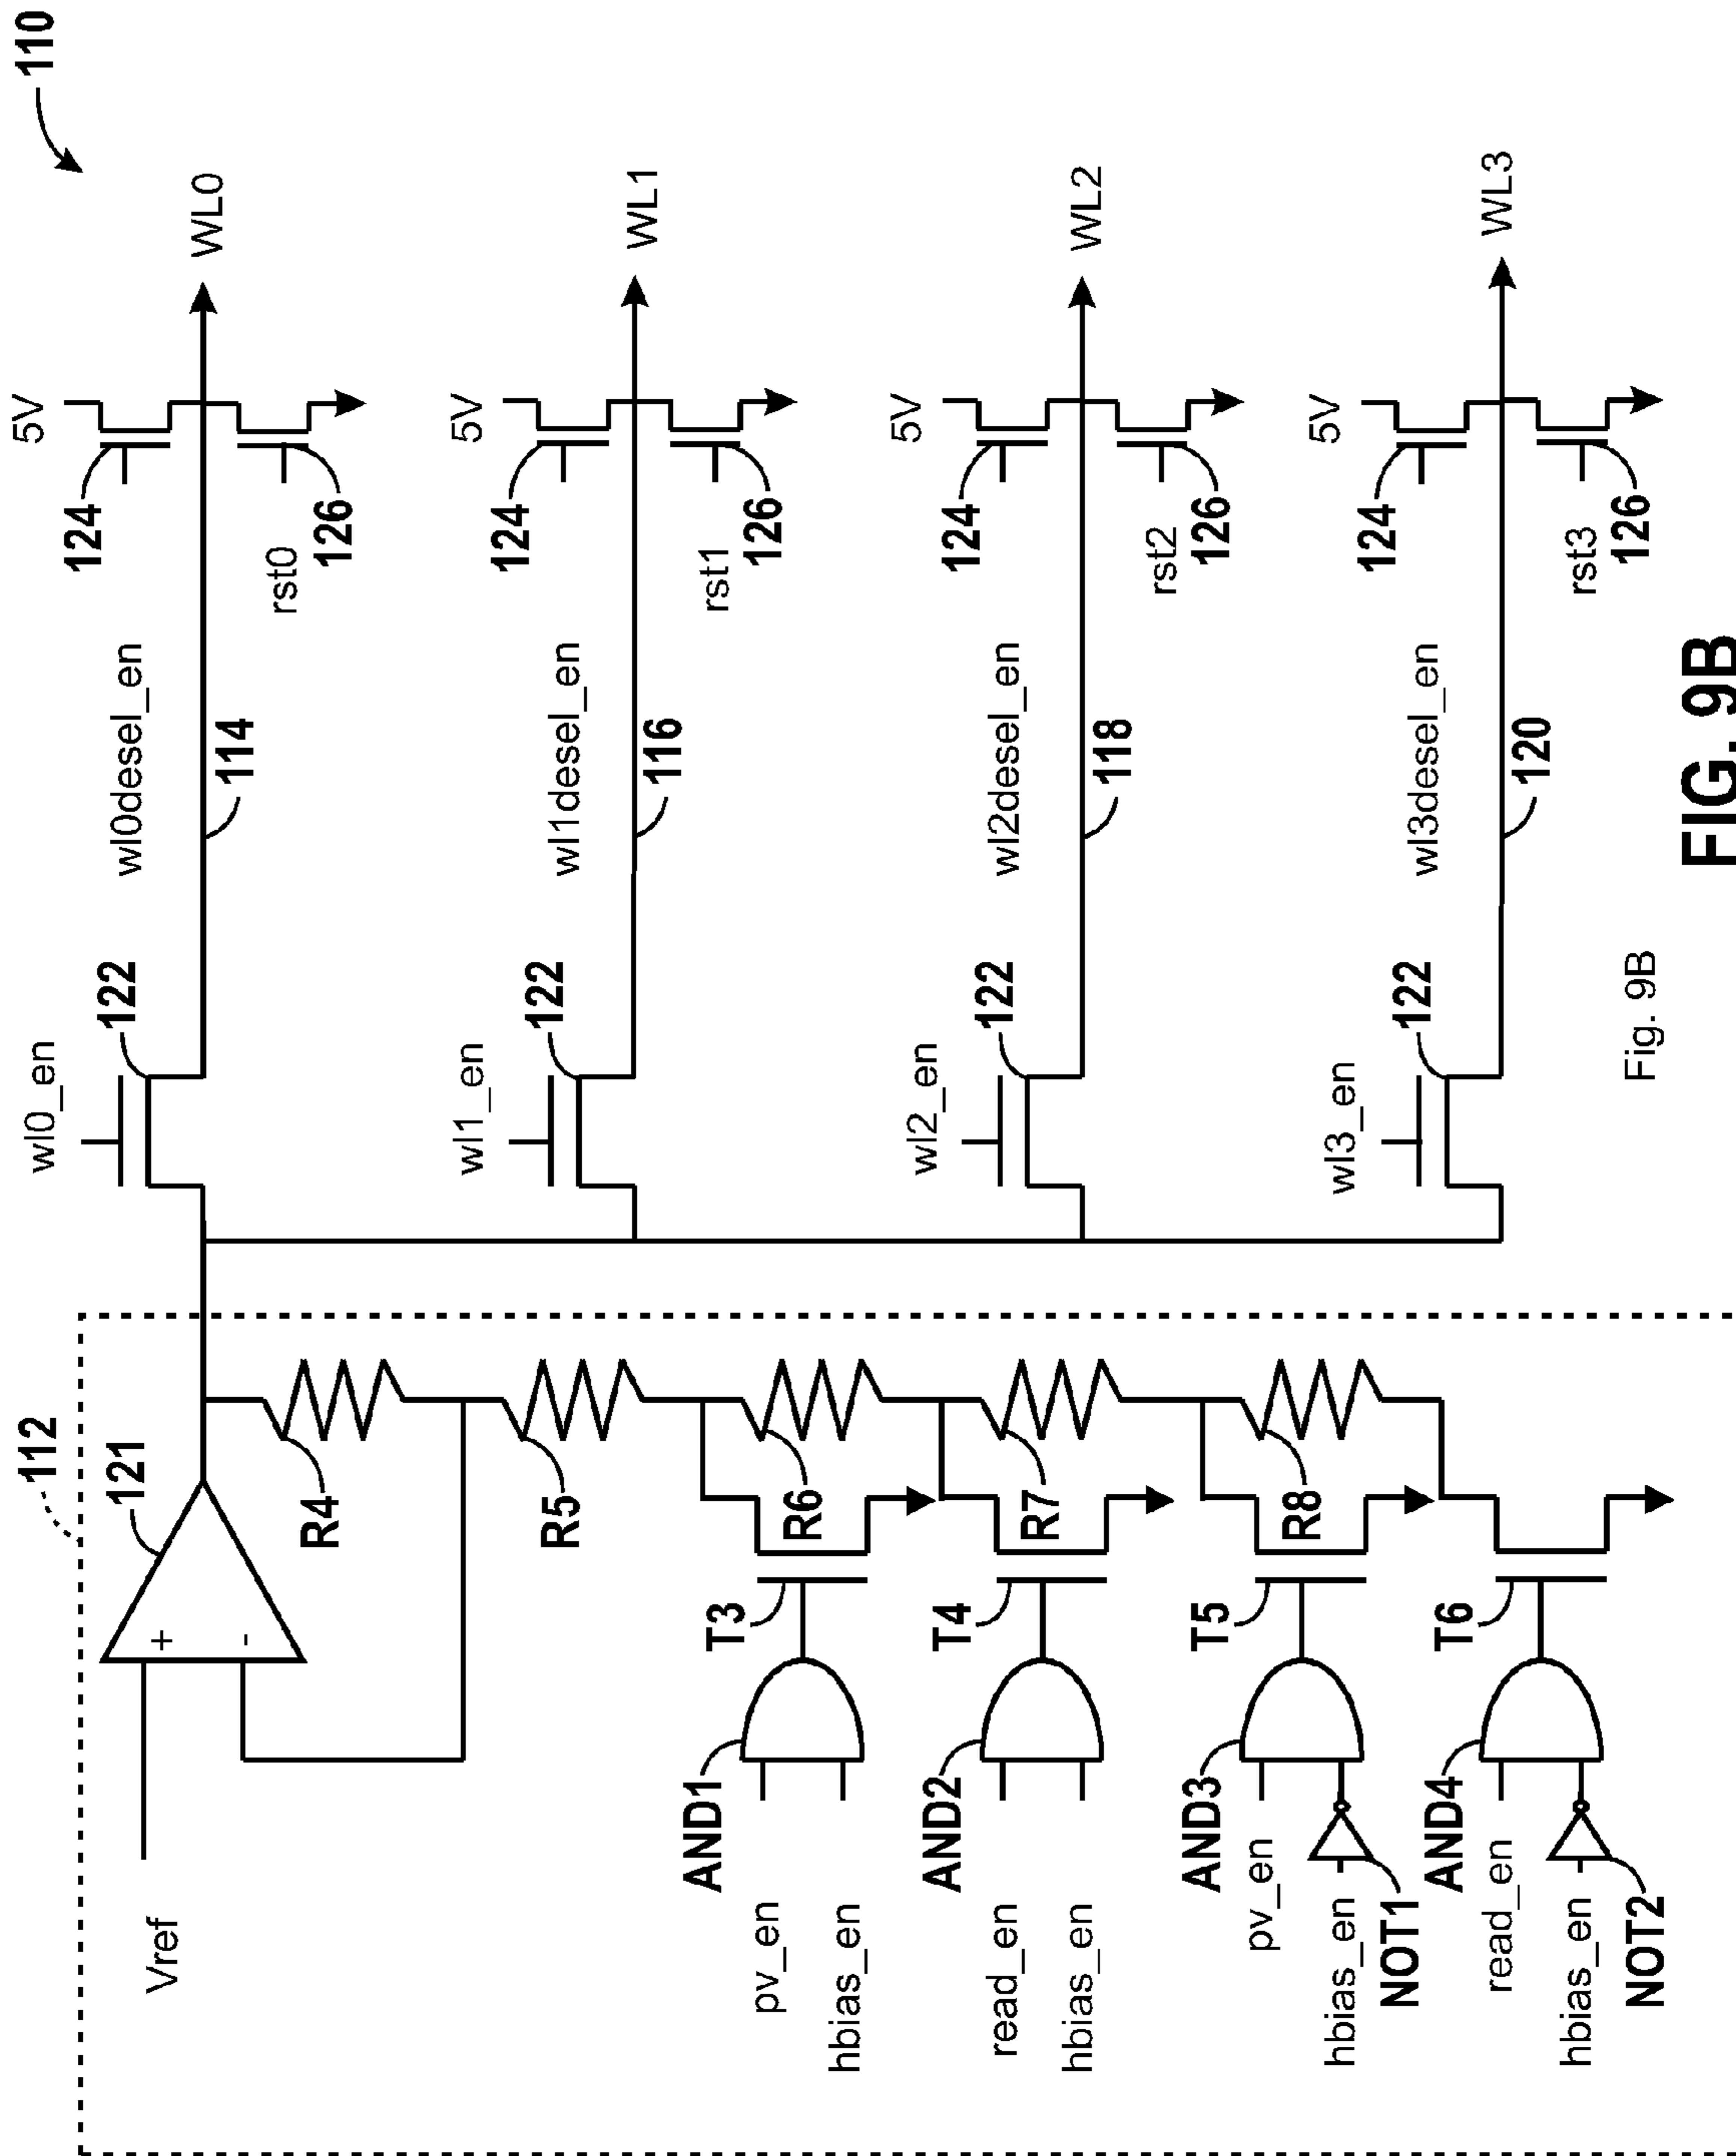 110
112
121
Vref
+
-
R4
R5
R6
R7
R8
T3
T4
T5
T6
AND1
pv_en
hbias_en
AND2
read_en
hbias_en
AND3
pv_en
hbias_en
NOT1
AND4
read_en
hbias_en
NOT2
wl0_en
122
wl0desel_en
114
5V
124
rst0
126
WL0
wl1_en
122
wl1desel_en
116
5V
124
rst1
126
WL1
wl2_en
122
wl2desel_en
118
5V
124
rst2
126
WL2
wl3_en
122
wl3desel_en
120
5V
124
rst3
126
WL3
Fig. 9B
FIG. 9B